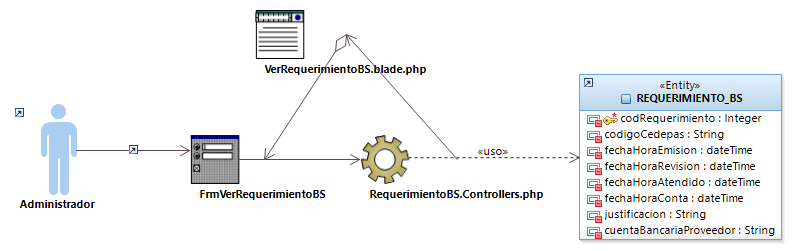 VerRequerimientoBS.blade.php
Administrador
FrmVerRequerimientoBS
RequerimientoBS.Controllers.php
«uso»
«Entity»
REQUERIMIENTO_BS
codRequerimiento : Integer
codigoCedepas : String
fechaHoraEmision : dateTime
fechaHoraRevision : dateTime
fechaHoraAtendido : dateTime
fechaHoraConta : dateTime
justificacion : String
cuentaBancariaProveedor : String